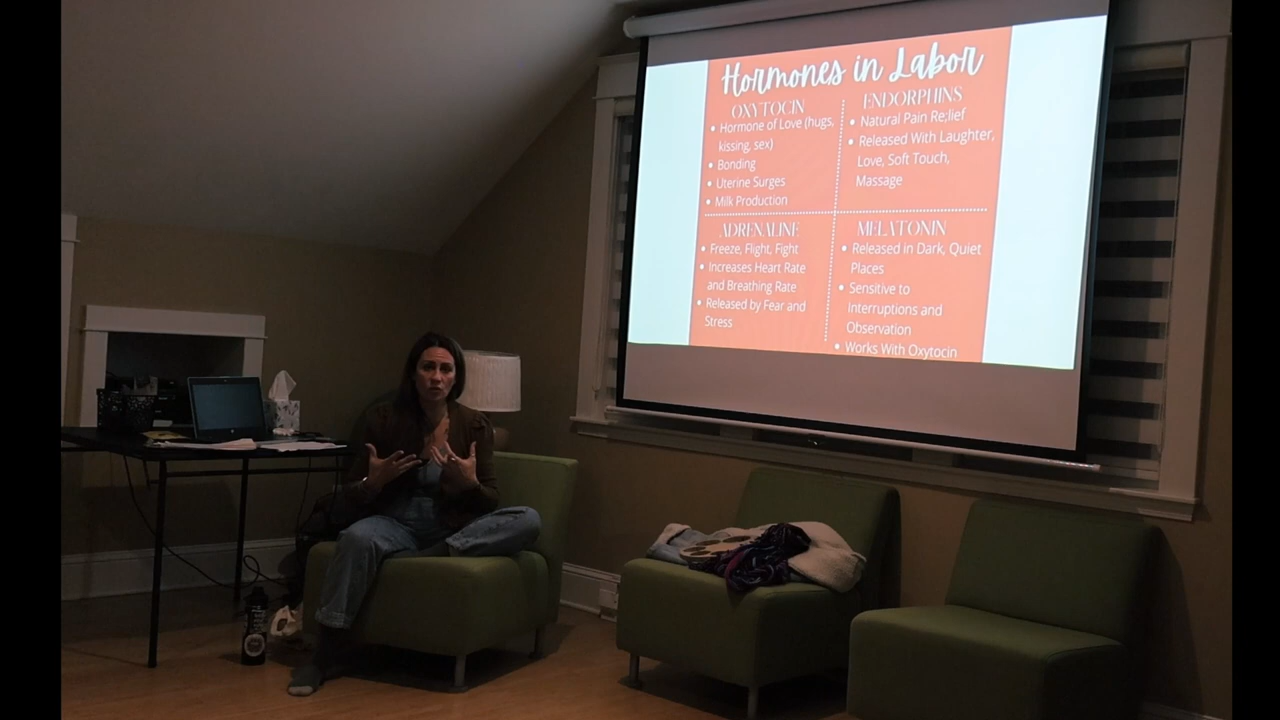 Hormones in Labor
OXYTOCIN
• Hormone of Love (hugs,
kissing, sex)
• Bonding
• Uterine Surges
• Milk Production
ENDORPHINS
• Natural Pain Re;lief
• Released With Laughter,
Love, Soft Touch,
Massage
ADRENALINE
• Freeze, Flight, Fight
• Increases Heart Rate
and Breathing Rate
• Released by Fear and
Stress
MELATONIN
• Released in Dark, Quiet
Places
• Sensitive to
Interruptions and
Observation
• Works With Oxytocin